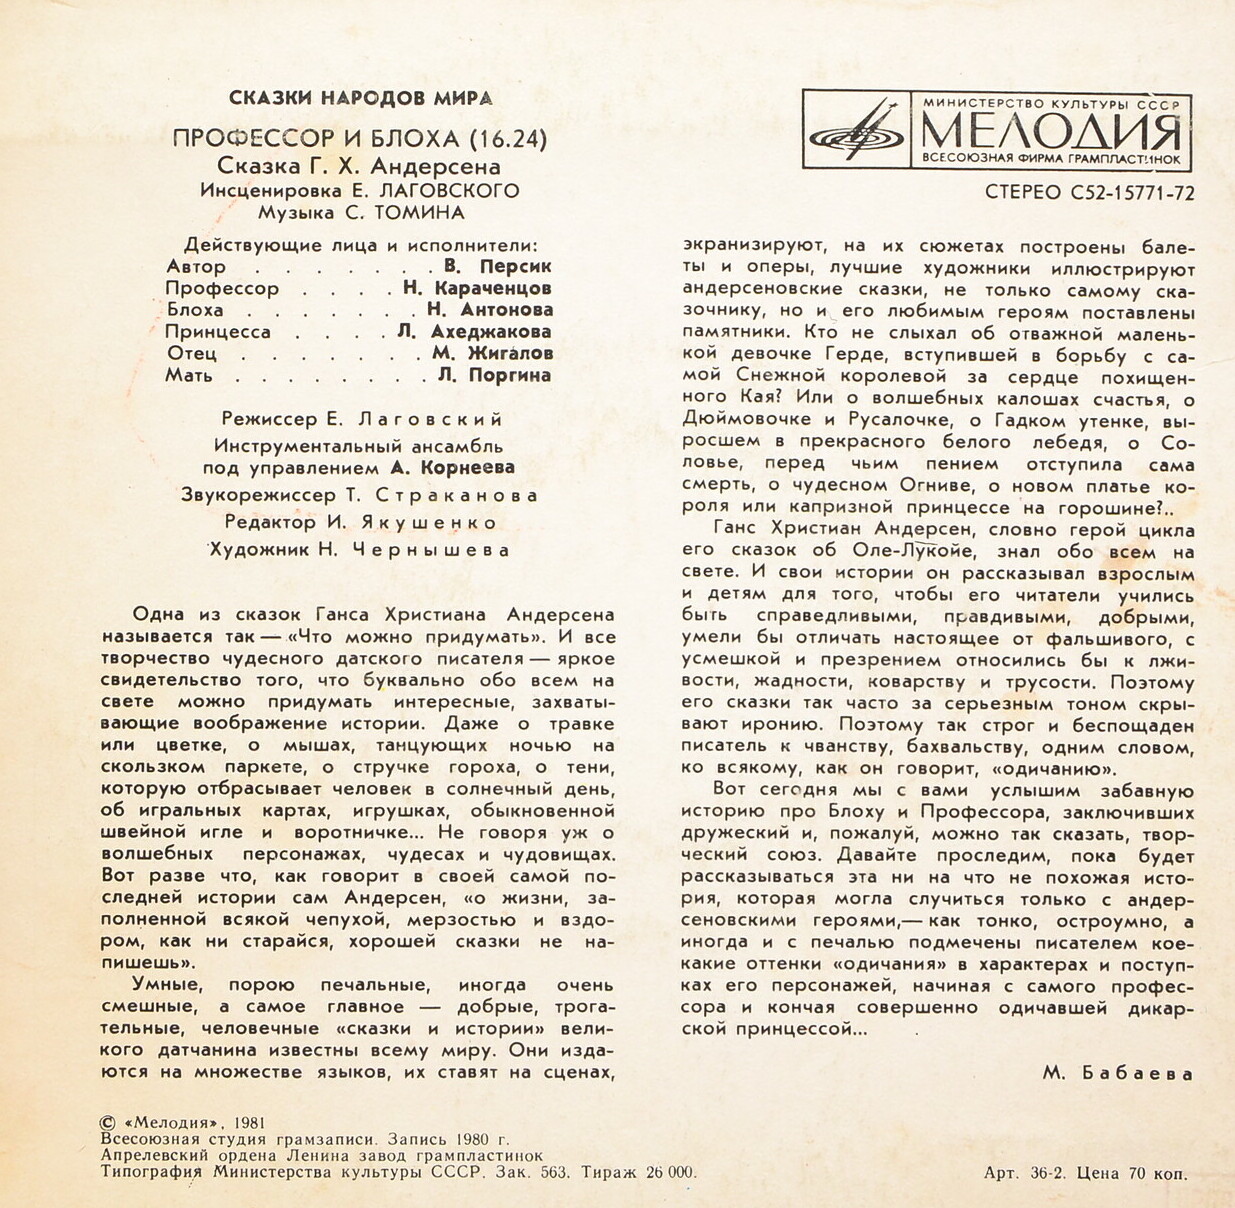 СКАЗКИ НАРОДОВ МИРА
ПРОФЕССОР И БЛОХА (16.24)
Сказка Г. Х. Андерсена
Инсценировка Е. ЛАГОВСКОГО
Музыка С. ТОМИНА
Действующие лица и исполнители:
Автор . . . . . . . В. Персик
Профессор . . . . Н. Караченцов
Блоха . . . . . . . Н. Антонова
Принцесса . . . . Л. Ахеджакова
Отец . . . . . . . М. Жигалов
Мать . . . . . . . . Л. Поргина
Режиссер Е. Лаговский
Инструментальный ансамбль
под управлением А. Корнеева
Звукорежиссер Т. Страканова
Редактор И. Якушенко
Художник Н. Чернышева
Одна из сказок Ганса Христиана Андерсена
называется так — «Что можно придумать». И все
творчество чудесного датского писателя — яркое
свидетельство того, что буквально обо всем на
свете можно придумать интересные, захваты-
вающие воображение истории. Даже о травке
или цветке, о мышах, танцующих ночью на
скользком паркете, о стручке гороха, о тени,
которую отбрасывает человек в солнечный день,
об игральных картах, игрушках, обыкновенной
швейной игле и воротничке... Не говоря уж о
волшебных персонажах, чудесах и чудовищах.
Вот разве что, как говорит в своей самой по-
следней истории сам Андерсен, «о жизни, за-
полненной всякой чепухой, мерзостью и вздо-
ром, как ни старайся, хорошей сказки не на-
пишешь».
Умные, порою печальные, иногда очень
смешные, а самое главное — добрые, трога-
тельные, человечные «сказки и истории» вели-
кого датчанина известны всему миру. Они изда-
ются на множестве языков, их ставят на сценах,
МИНИСТЕРСТВО КУЛЬТУРЫ СССР
МЕЛОДИЯ
ВСЕСОЮЗНАЯ ФИРМА ГРАМПЛАСТИНОК
СТЕРЕО С52-15771-72
экранизируют, на их сюжетах построены бале-
ты и оперы, лучшие художники иллюстрируют
андерсеновские сказки, не только самому ска-
зочнику, но и его любимым героям поставлены
памятники. Кто не слыхал об отважной малень-
кой девочке Герде, вступившей в борьбу с са-
мой Снежной королевой за сердце похищен-
ного Кая? Или о волшебных калошах счастья, о
Дюймовочке и Русалочке, о Гадком утенке, вы-
росшем в прекрасного белого лебедя, о Со-
ловье, перед чьим пением отступила сама
смерть, о чудесном Огниве, о новом платье ко-
роля или капризной принцессе на горошине?..
Ганс Христиан Андерсен, словно герой цикла
его сказок об Оле-Лукойе, знал обо всем на
свете. И свои истории он рассказывал взрослым
и детям для того, чтобы его читатели учились
быть справедливыми, правдивыми, добрыми,
умели бы отличать настоящее от фальшивого, с
усмешкой и презрением относились бы к лжи-
вости, жадности, коварству и трусости. Поэтому
его сказки так часто за серьезным тоном скры-
вают иронию. Поэтому так строг и беспощаден
писатель к чванству, бахвальству, одним словом,
ко всякому, как он говорит, «одичанию».
Вот сегодня мы с вами услышим забавную
историю про Блоху и Профессора, заключивших
дружеский и, пожалуй, можно так сказать, твор-
ческий союз. Давайте проследим, пока будет
рассказываться эта ни на что не похожая исто-
рия, которая могла случиться только с андер-
сеновскими героями,— как тонко, остроумно, а
иногда и с печалью подмечены писателем кое-
какие оттенки «одичания» в характерах и поступ-
ках его персонажей, начиная с самого профес-
сора и кончая совершенно одичавшей дикар-
ской принцессой...
М. Бабаева
© «Мелодия», 1981
Всесоюзная студия грамзаписи. Запись 1980 г.
Апрелевский ордена Ленина завод грампластинок
Типография Министерства культуры СССР. Зак. 563. Тираж 26 000.
Арт. 36-2. Цена 70 коп.